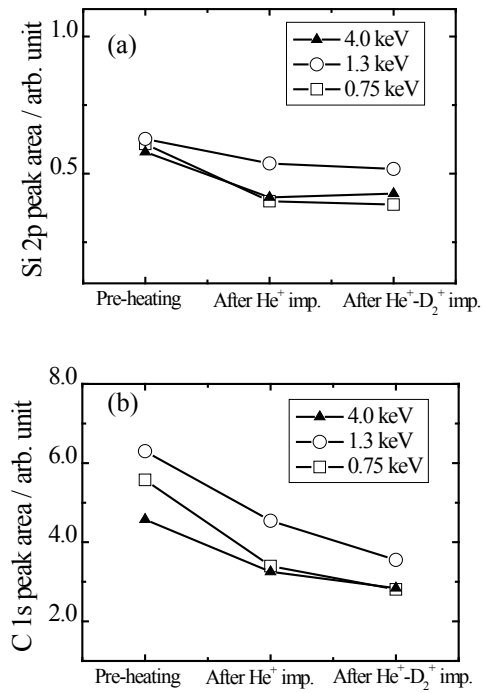 (a)
4.0 keV
1.3 keV
0.75 keV
1.0
0.5
Si 2p peak area / arb. unit
Pre-heating After He⁺ imp. After He⁺-D₂⁺ imp.
(b)
4.0 keV
1.3 keV
0.75 keV
8.0
6.0
4.0
2.0
C 1s peak area / arb. unit
Pre-heating After He⁺ imp. After He⁺-D₂⁺ imp.